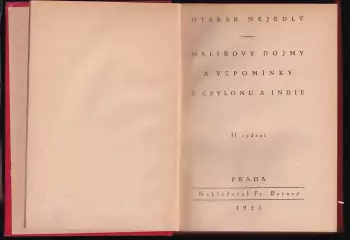 OTAKAR NEJEDLÝ
MALÍŘOVY DOJMY
A VZPOMÍNKY
Z CEYLONU A INDIE
II. vydání
PRAHA
Nakladatel Fr. Borový
1923